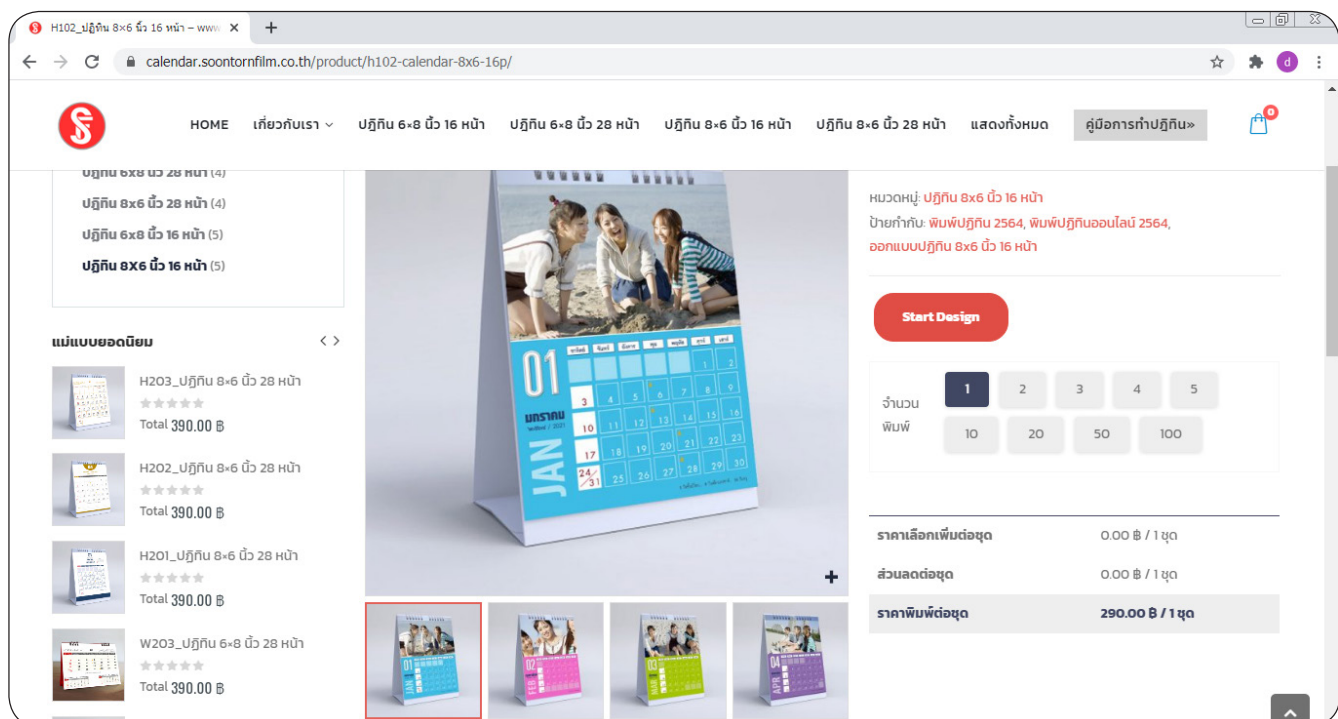 H102_ปฏิทิน 8×6 นิ้ว 16 หน้า – www
calendar.soontornfilm.co.th/product/h102-calendar-8x6-16p/
d
HOME เกี่ยวกับเรา ปฏิทิน 6×8 นิ้ว 16 หน้า ปฏิทิน 6×8 นิ้ว 28 หน้า ปฏิทิน 8×6 นิ้ว 16 หน้า ปฏิทิน 8×6 นิ้ว 28 หน้า แสดงทั้งหมด คู่มือการทำปฏิทิน» 0
ปฏิทิน 6x8 นิ้ว 28 หน้า (4)
ปฏิทิน 8x6 นิ้ว 28 หน้า (4)
ปฏิทิน 6x8 นิ้ว 16 หน้า (5)
ปฏิทิน 8X6 นิ้ว 16 หน้า (5)
แม่แบบยอดนิยม
H203_ปฏิทิน 8×6 นิ้ว 28 หน้า
Total 390.00 ฿
H202_ปฏิทิน 8×6 นิ้ว 28 หน้า
Total 390.00 ฿
H201_ปฏิทิน 8×6 นิ้ว 28 หน้า
Total 390.00 ฿
W203_ปฏิทิน 6×8 นิ้ว 28 หน้า
Total 390.00 ฿
01
มกราคม
JAN
1 2
3 4 5 6 7 8 9
10 11 12 13 14 15 16
17 18 19 20 21 22 23
24/31 25 26 27 28 29 30
01 JAN
02 FEB
03 MAR
04 APR
หมวดหมู่: ปฏิทิน 8x6 นิ้ว 16 หน้า
ป้ายกำกับ: พิมพ์ปฏิทิน 2564, พิมพ์ปฏิทินออนไลน์ 2564,
ออกแบบปฏิทิน 8x6 นิ้ว 16 หน้า
Start Design
จำนวน
พิมพ์
1 2 3 4 5
10 20 50 100
ราคาเลือกเพิ่มต่อชุด 0.00 ฿ / 1 ชุด
ส่วนลดต่อชุด 0.00 ฿ / 1 ชุด
ราคาพิมพ์ต่อชุด 290.00 ฿ / 1 ชุด